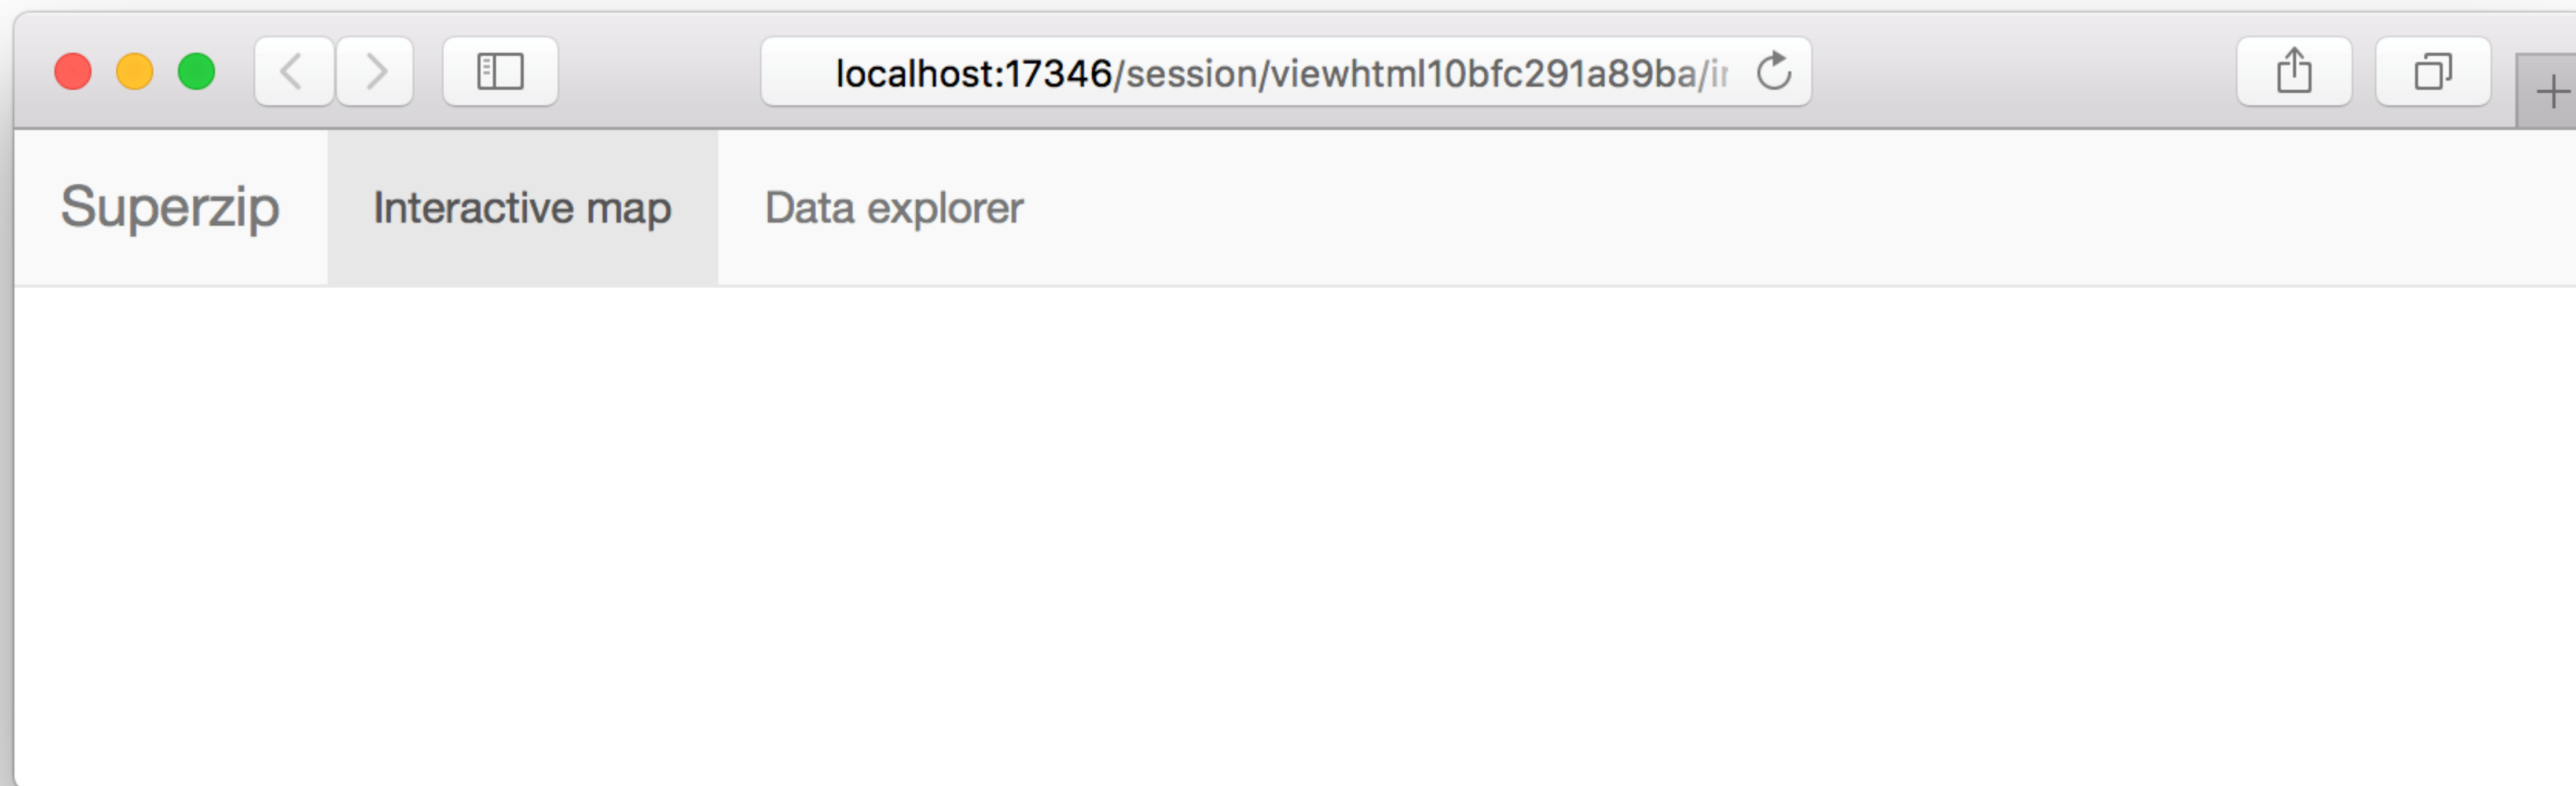 localhost:17346/session/viewhtml10bfc291a89ba/
Superzip Interactive map Data explorer